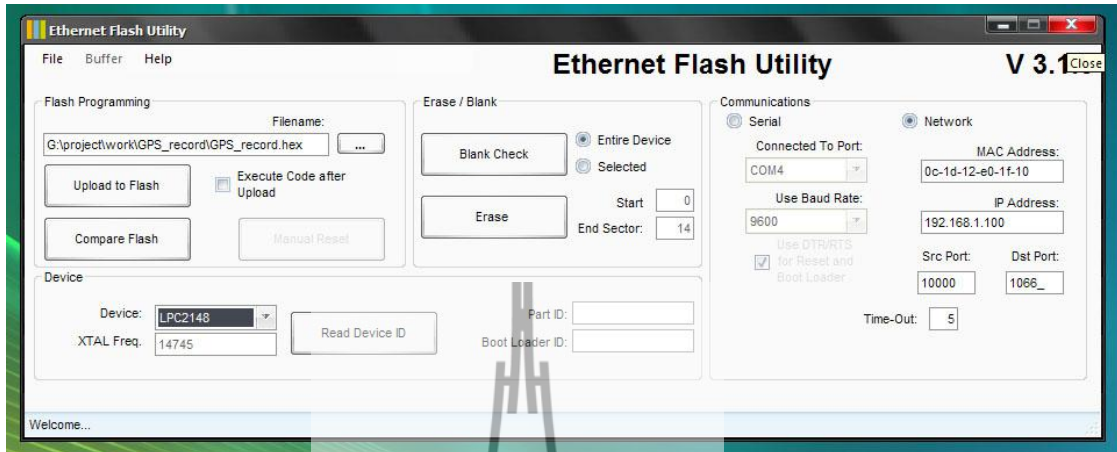 Ethernet Flash Utility
File Buffer Help
Ethernet Flash Utility
V 3.1
Close
Flash Programming
Filename:
G:\project\work\GPS_record\GPS_record.hex
...
Upload to Flash
Execute Code after
Upload
Compare Flash
Manual Reset
Erase / Blank
Blank Check
Entire Device
Selected
Erase
Start 0
End Sector: 14
Communications
Serial
Network
Connected To Port:
COM4
Use Baud Rate:
9600
Use DTR/RTS
for Reset and
Boot Loader
MAC Address:
0c-1d-12-e0-1f-10
IP Address:
192.168.1.100
Src Port: Dst Port:
10000 1066_
Time-Out: 5
Device
Device: LPC2148
XTAL Freq. 14745
Read Device ID
Part ID:
Boot Loader ID:
Welcome...